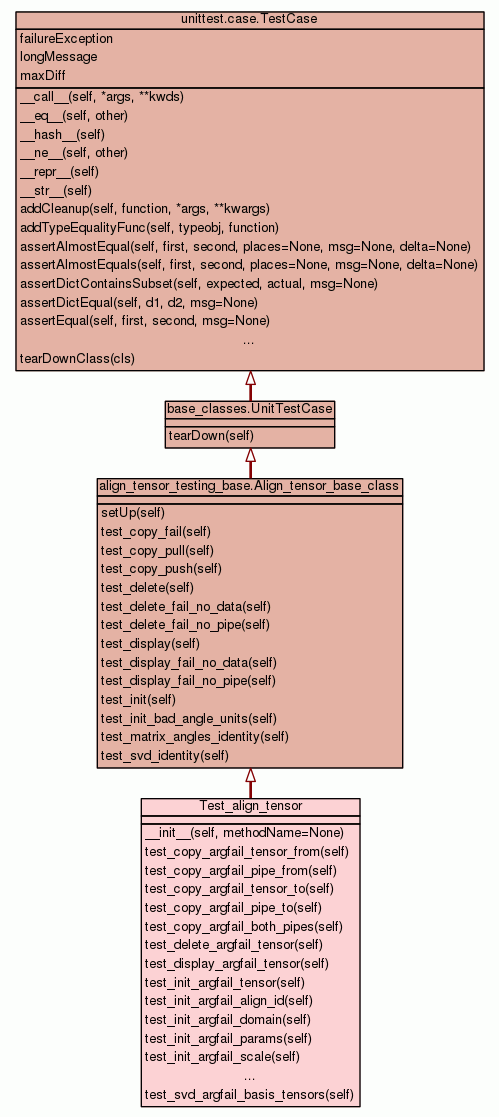 unittest.case.TestCase
failureException
longMessage
maxDiff
__call__(self, *args, **kwds)
__eq__(self, other)
__hash__(self)
__ne__(self, other)
__repr__(self)
__str__(self)
addCleanup(self, function, *args, **kwargs)
addTypeEqualityFunc(self, typeobj, function)
assertAlmostEqual(self, first, second, places=None, msg=None, delta=None)
assertAlmostEquals(self, first, second, places=None, msg=None, delta=None)
assertDictContainsSubset(self, expected, actual, msg=None)
assertDictEqual(self, d1, d2, msg=None)
assertEqual(self, first, second, msg=None)
...
tearDownClass(cls)
base_classes.UnitTestCase
tearDown(self)
align_tensor_testing_base.Align_tensor_base_class
setUp(self)
test_copy_fail(self)
test_copy_pull(self)
test_copy_push(self)
test_delete(self)
test_delete_fail_no_data(self)
test_delete_fail_no_pipe(self)
test_display(self)
test_display_fail_no_data(self)
test_display_fail_no_pipe(self)
test_init(self)
test_init_bad_angle_units(self)
test_matrix_angles_identity(self)
test_svd_identity(self)
Test_align_tensor
__init__(self, methodName=None)
test_copy_argfail_tensor_from(self)
test_copy_argfail_pipe_from(self)
test_copy_argfail_tensor_to(self)
test_copy_argfail_pipe_to(self)
test_copy_argfail_both_pipes(self)
test_delete_argfail_tensor(self)
test_display_argfail_tensor(self)
test_init_argfail_tensor(self)
test_init_argfail_align_id(self)
test_init_argfail_domain(self)
test_init_argfail_params(self)
test_init_argfail_scale(self)
...
test_svd_argfail_basis_tensors(self)